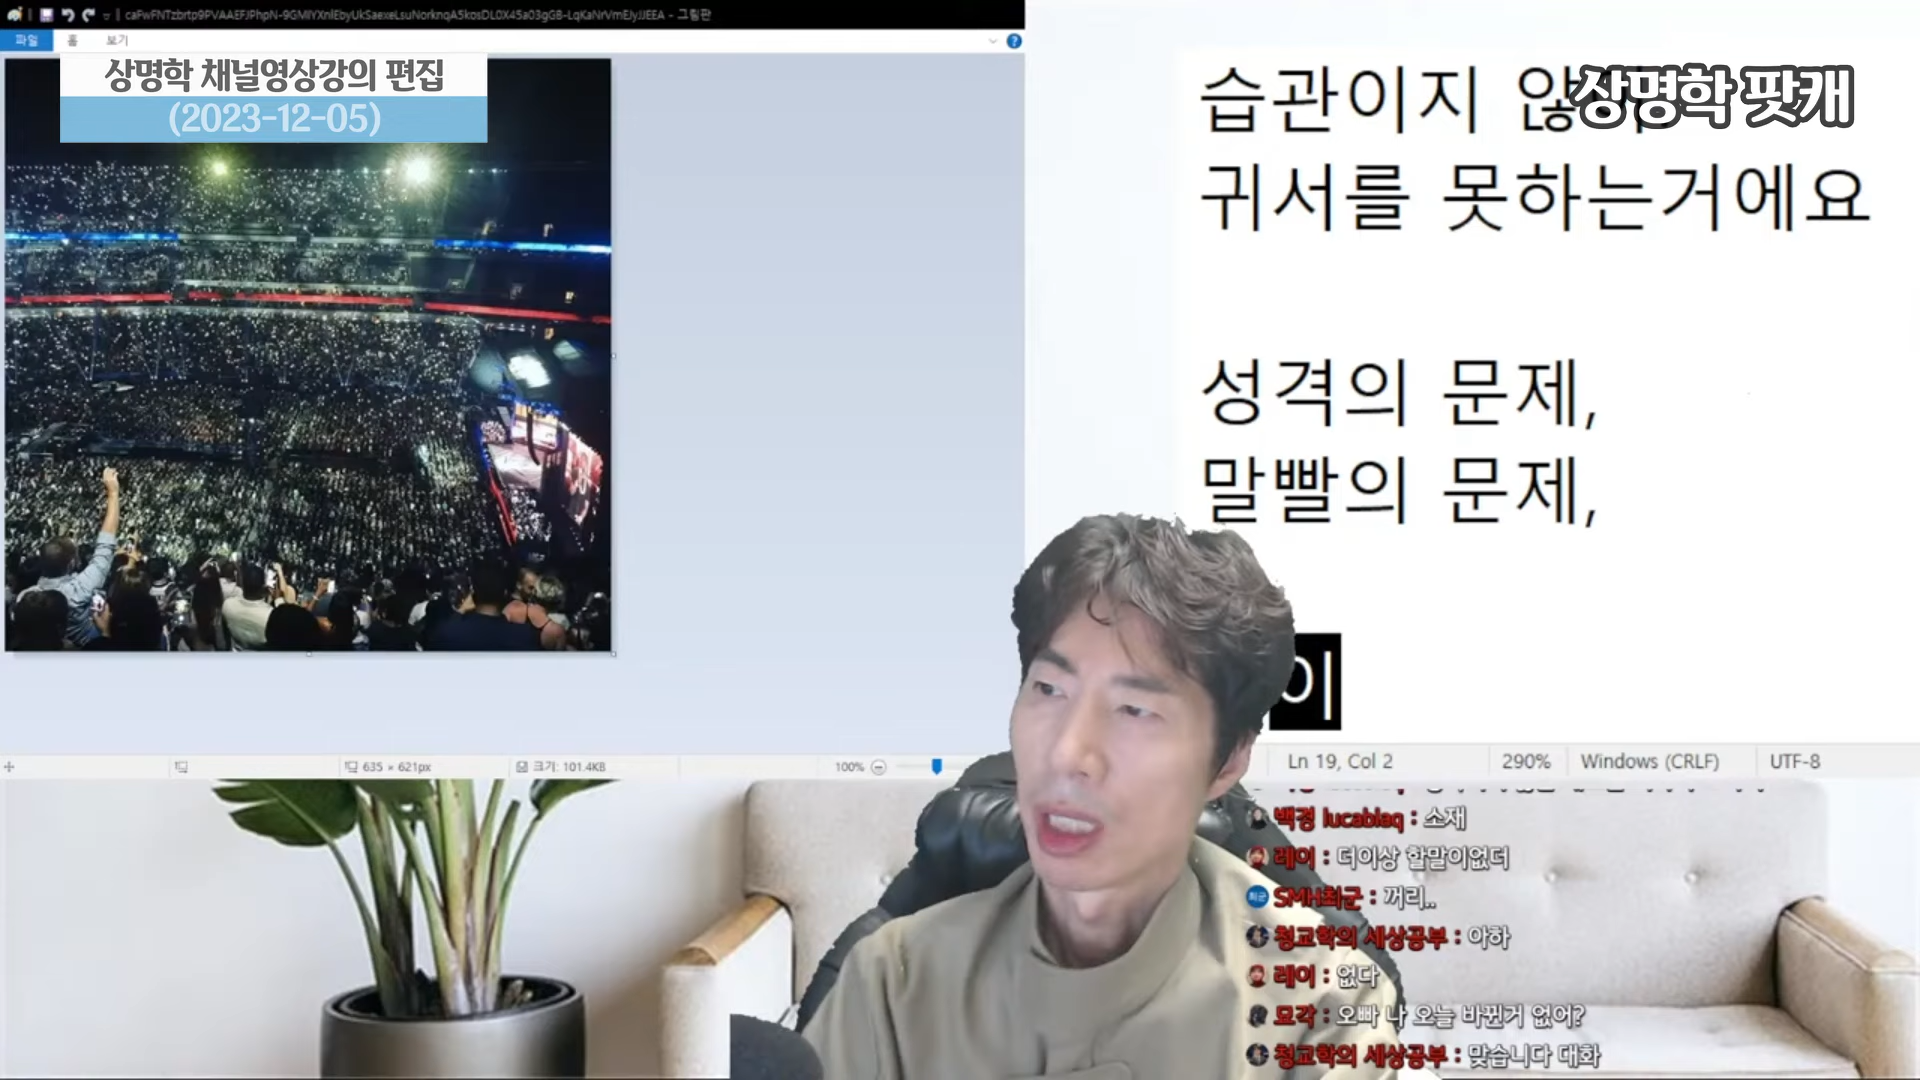 파일 홈 보기
상명학 채널영상강의 편집
(2023-12-05)
습관이지
상명학 팟캐
귀서를 못하는거에요
성격의 문제,
말빨의 문제,
이
635 × 621px
크기: 101.4KB
100%
Ln 19, Col 2
290%
Windows (CRLF)
UTF-8
백경 lucablaq : 소재
레이 : 더이상 할말이없더
SMH최군 : 꺼리..
청교학의 세상공부 : 아하
레이 : 없다
묘각 : 오빠 나 오늘 바뀐거 없어?
청교학의 세상공부 : 맞습니다 대화